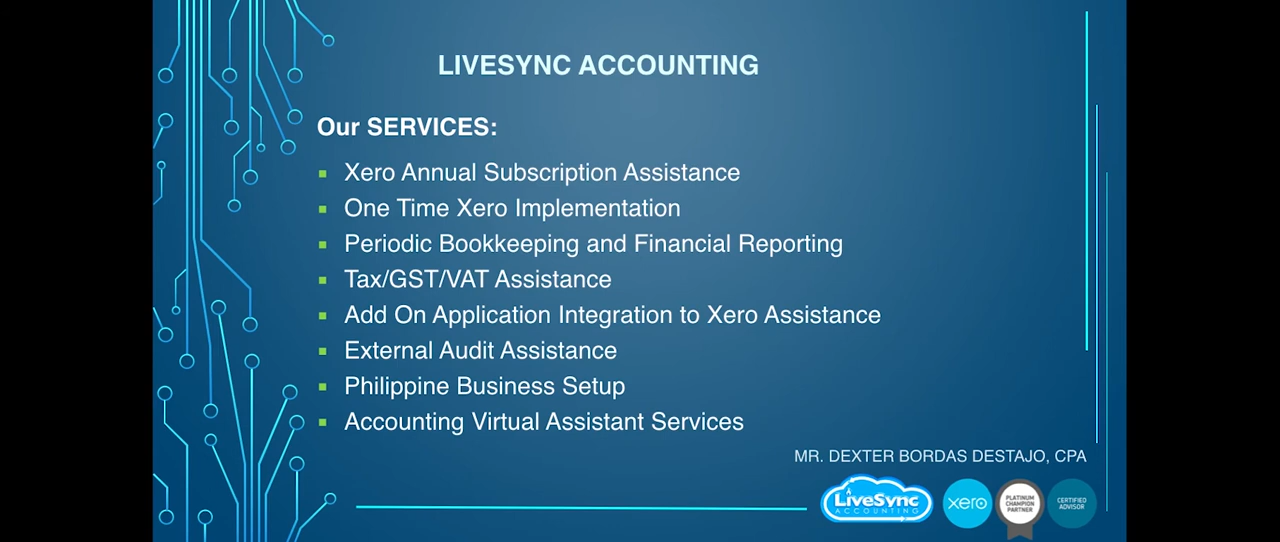 LIVESYNC ACCOUNTING
Our SERVICES:
Xero Annual Subscription Assistance
One Time Xero Implementation
Periodic Bookkeeping and Financial Reporting
Tax/GST/VAT Assistance
Add On Application Integration to Xero Assistance
External Audit Assistance
Philippine Business Setup
Accounting Virtual Assistant Services
MR. DEXTER BORDAS DESTAJO, CPA
LiveSync
ACCOUNTING
xero
PLATINUM
CHAMPION
PARTNER
CERTIFIED
ADVISOR